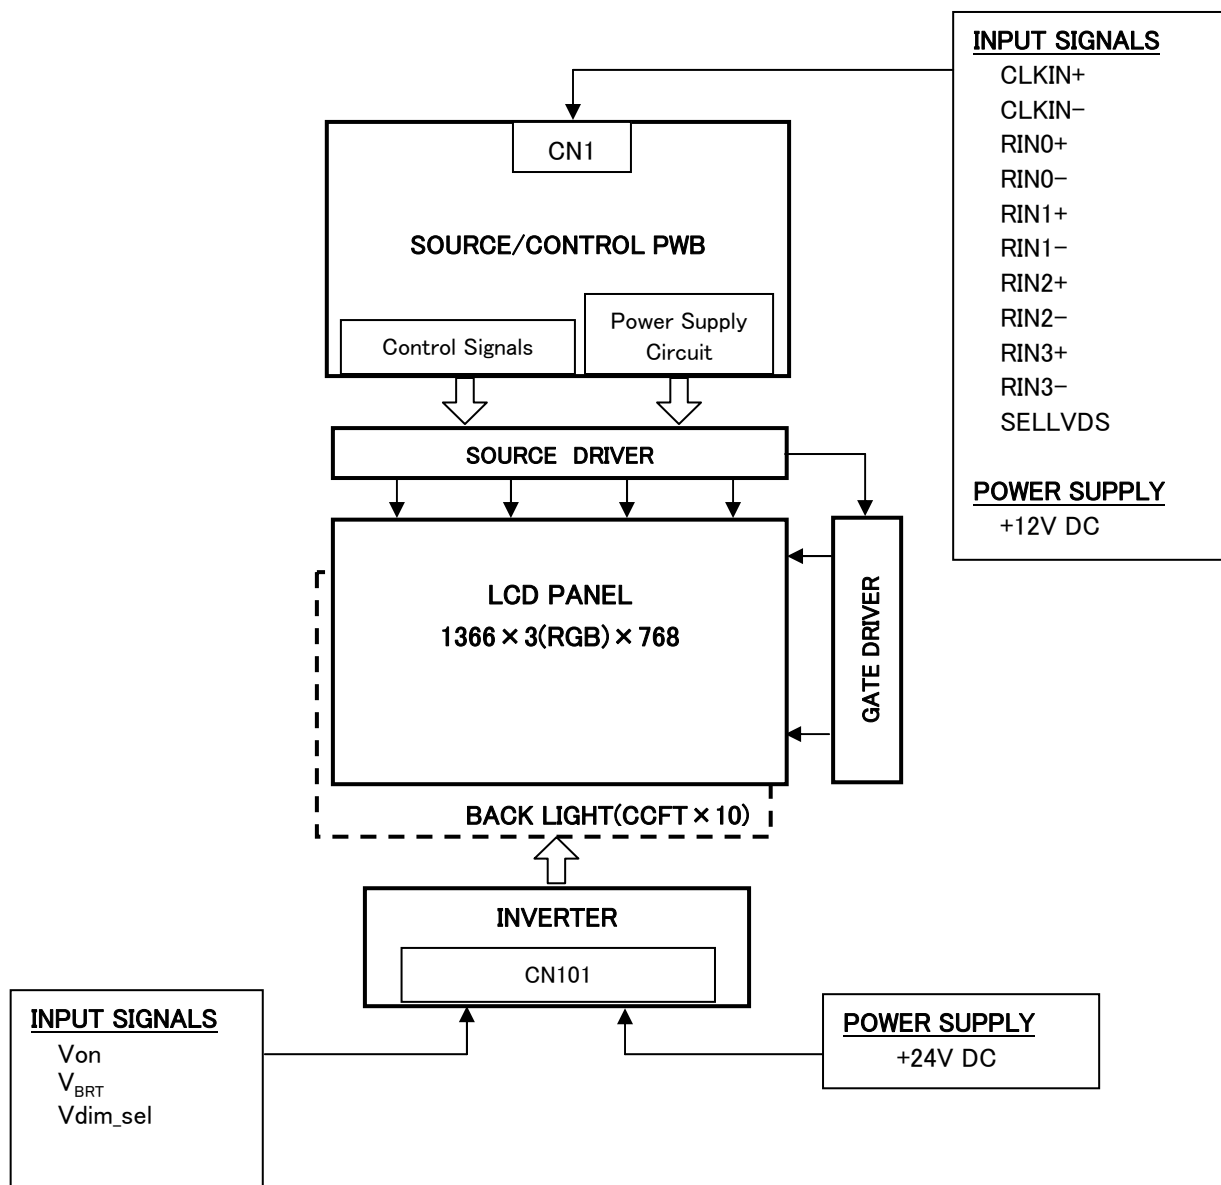 INPUT SIGNALS
CLKIN+
CLKIN−
RIN0+
RIN0−
RIN1+
RIN1−
RIN2+
RIN2−
RIN3+
RIN3−
SELLVDS
POWER SUPPLY
+12V DC
CN1
SOURCE/CONTROL PWB
Control Signals
Power Supply
Circuit
SOURCE DRIVER
LCD PANEL
1366×3(RGB)×768
GATE DRIVER
BACK LIGHT(CCFT×10)
INVERTER
CN101
INPUT SIGNALS
Von
VBRT
Vdim_sel
POWER SUPPLY
+24V DC